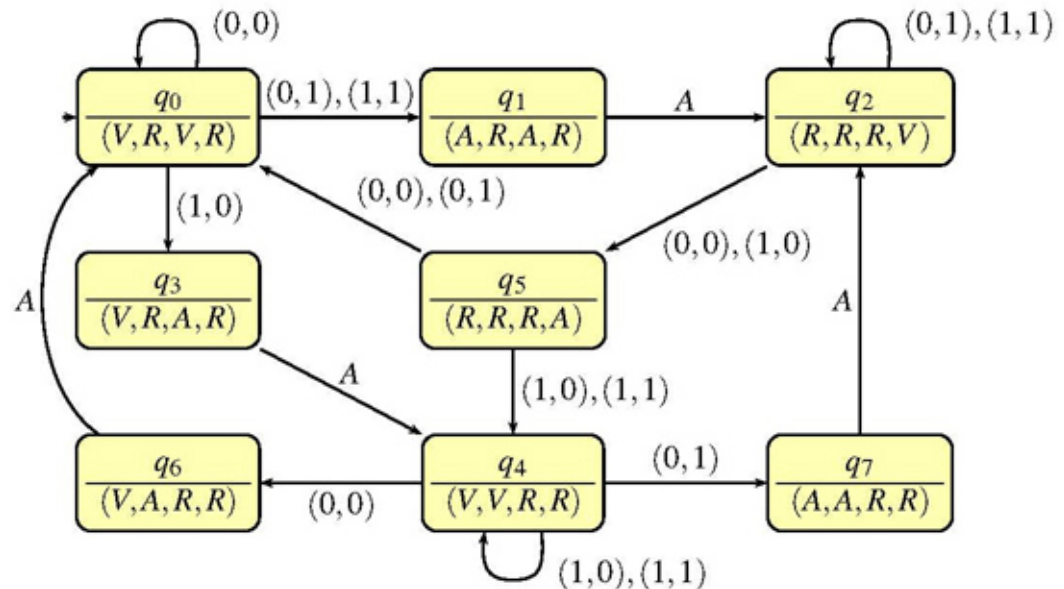 (0,0)
(0,1),(1,1)
q₀
(V,R,V,R)
(0,1),(1,1)
q₁
(A,R,A,R)
A
q₂
(R,R,R,V)
(1,0)
(0,0),(0,1)
(0,0),(1,0)
A
q₃
(V,R,A,R)
q₅
(R,R,R,A)
A
A
(1,0),(1,1)
q₆
(V,A,R,R)
(0,0)
q₄
(V,V,R,R)
(0,1)
q₇
(A,A,R,R)
(1,0),(1,1)